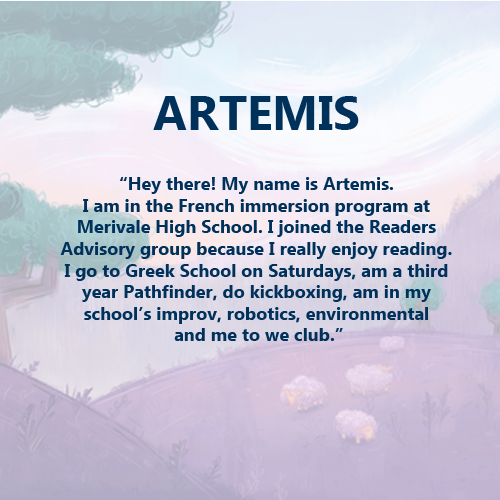 ARTEMIS
“Hey there! My name is Artemis.
I am in the French immersion program at
Merivale High School. I joined the Readers
Advisory group because I really enjoy reading.
I go to Greek School on Saturdays, am a third
year Pathfinder, do kickboxing, am in my
school’s improv, robotics, environmental
and me to we club.”